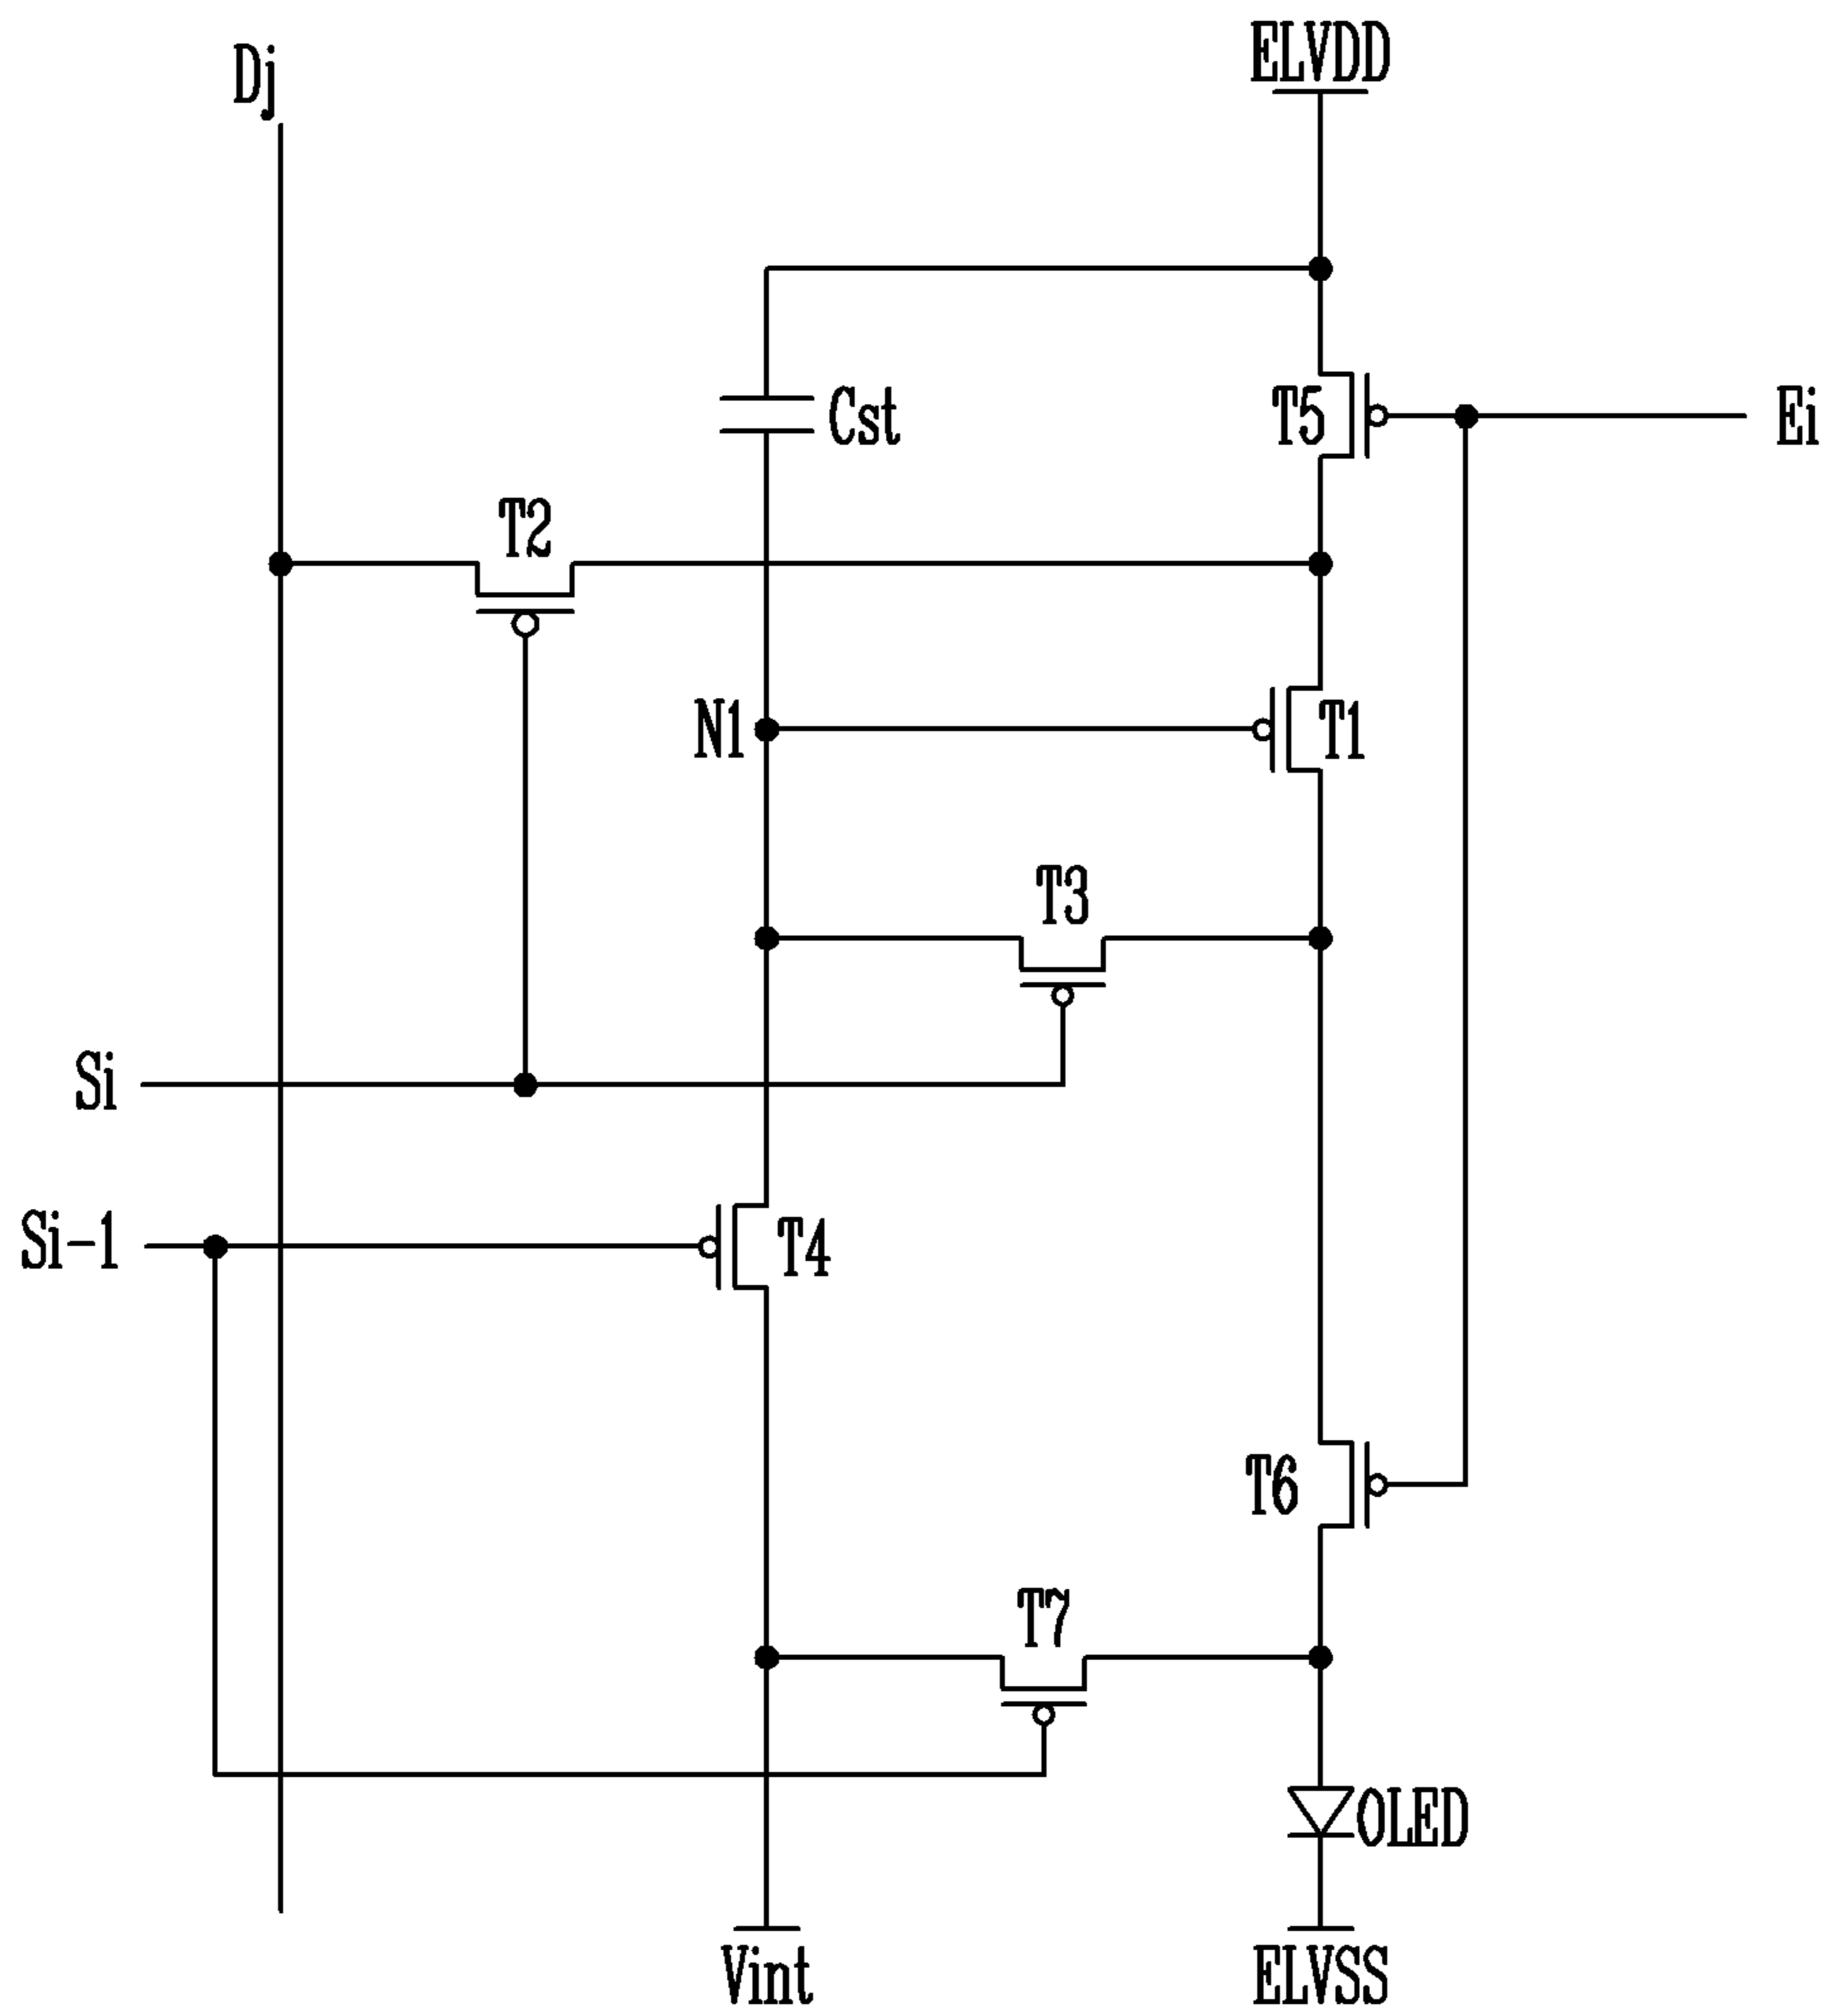 ELVDD
Dj
Cst
T5
Ei
T2
N1
T1
T3
Si
Si-1
T4
T6
T7
OLED
Vint
ELVSS